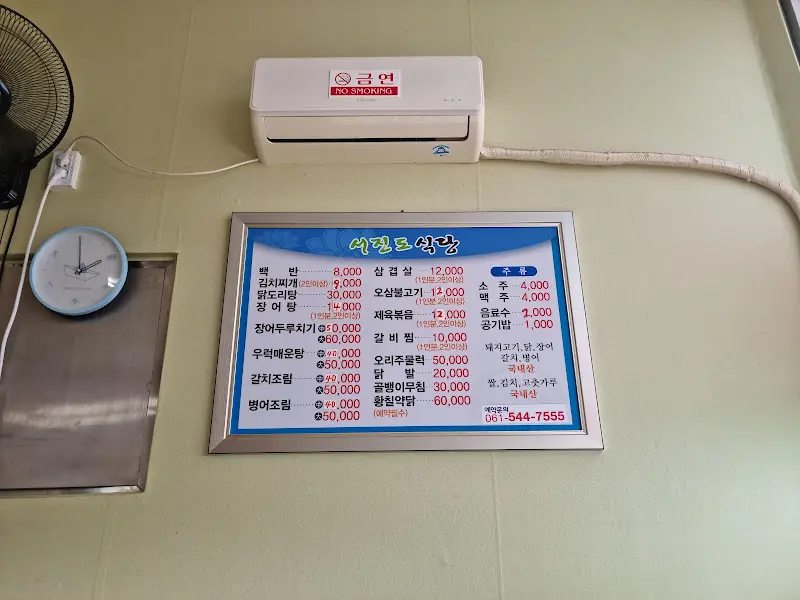 금연
NO SMOKING
서진도 식당
백 반 8,000
김치찌개 (2인이상) 9,000
닭도리탕 30,000
장어탕 14,000
(1인분,2인이상)
장어두루치기 ㊥ 50,000
大 60,000
우럭매운탕 ㊥ 40,000
大 50,000
갈치조림 ㊥ 40,000
大 50,000
병어조림 ㊥ 40,000
大 50,000
삼겹살 12,000
(1인분,2인이상)
오삼불고기 12,000
(1인분,2인이상)
제육볶음 12,000
(1인분,2인이상)
갈비찜 10,000
(1인분,2인이상)
오리주물럭 50,000
닭 발 20,000
골뱅이무침 30,000
황칠약닭 60,000
(예약필수)
주류
소 주 4,000
맥 주 4,000
음료수 2,000
공기밥 1,000
돼지고기,닭,장어
갈치,병어
국내산
쌀,김치,고춧가루
국내산
예약문의
061-544-7555